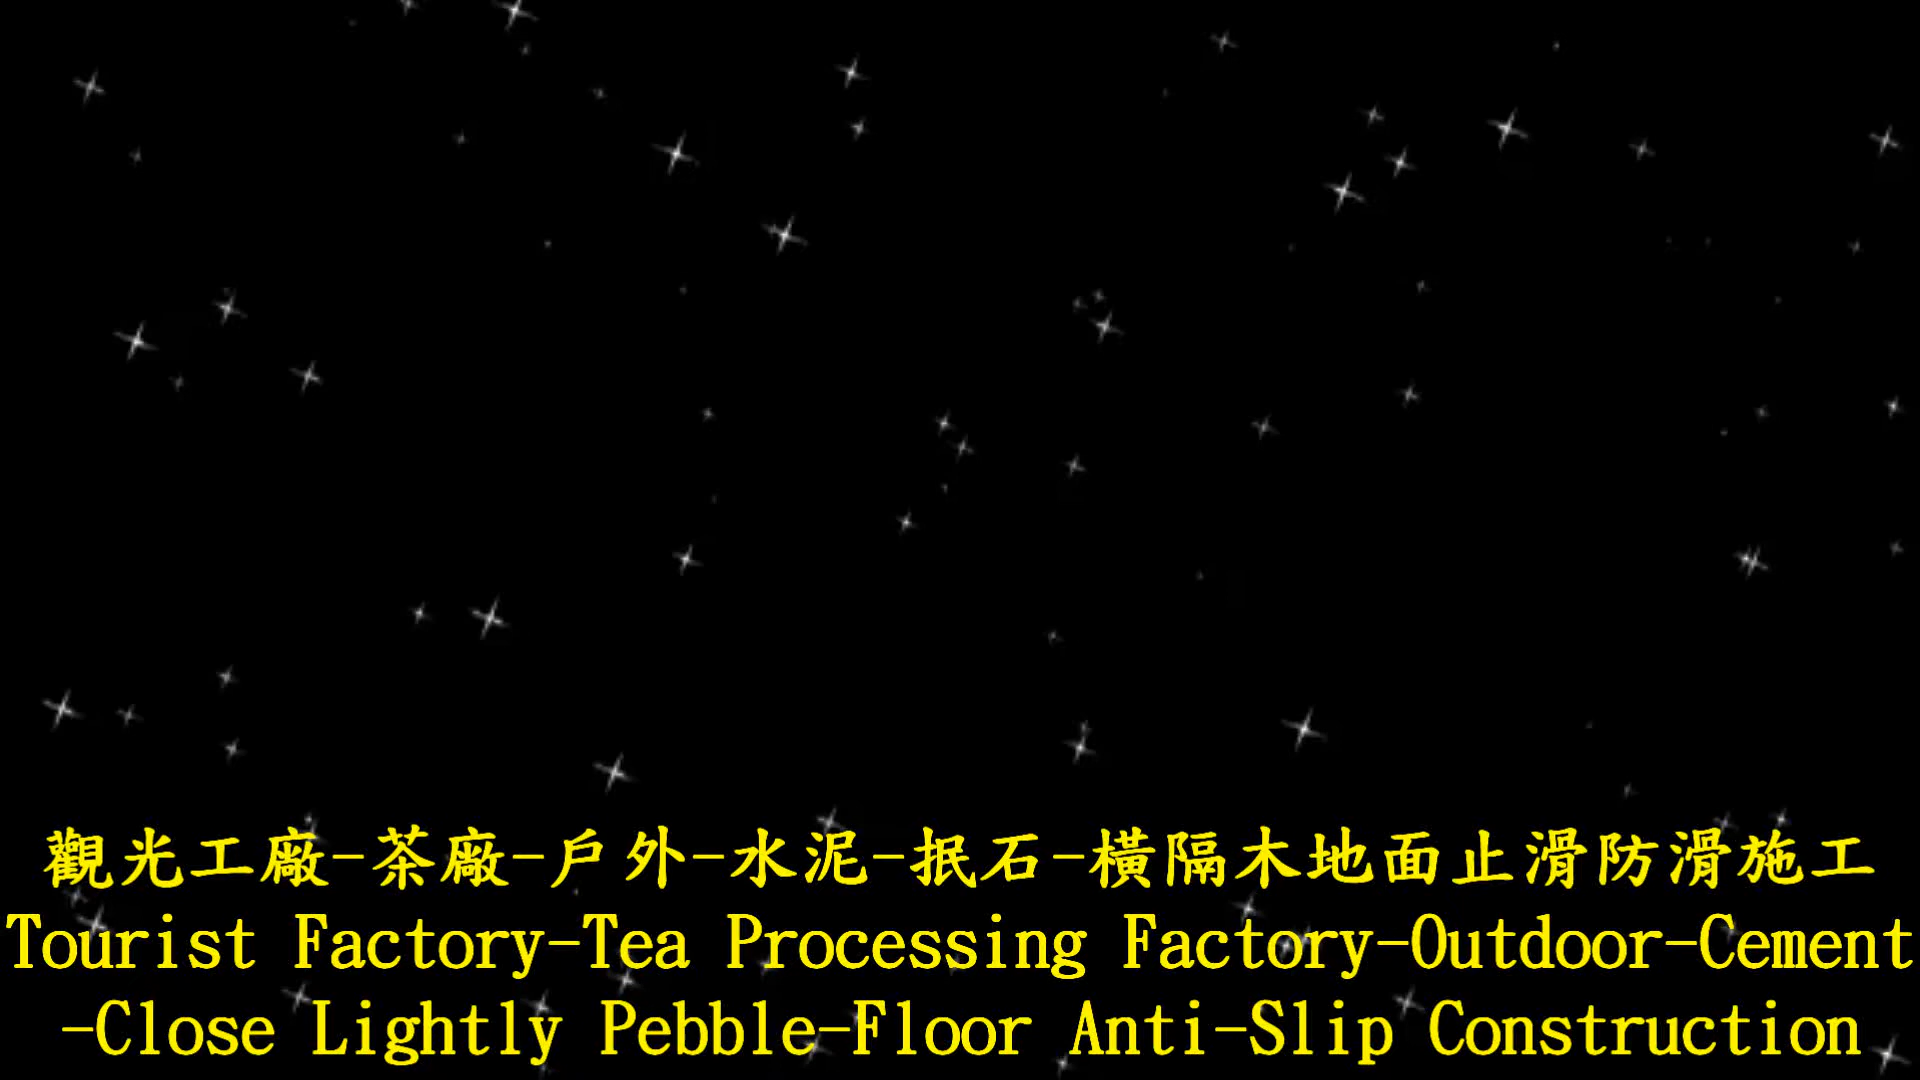 觀光工廠-茶廠-戶外-水泥-抿石-橫隔木地面止滑防滑施工
Tourist Factory-Tea Processing Factory-Outdoor-Cement
-Close Lightly Pebble-Floor Anti-Slip Construction